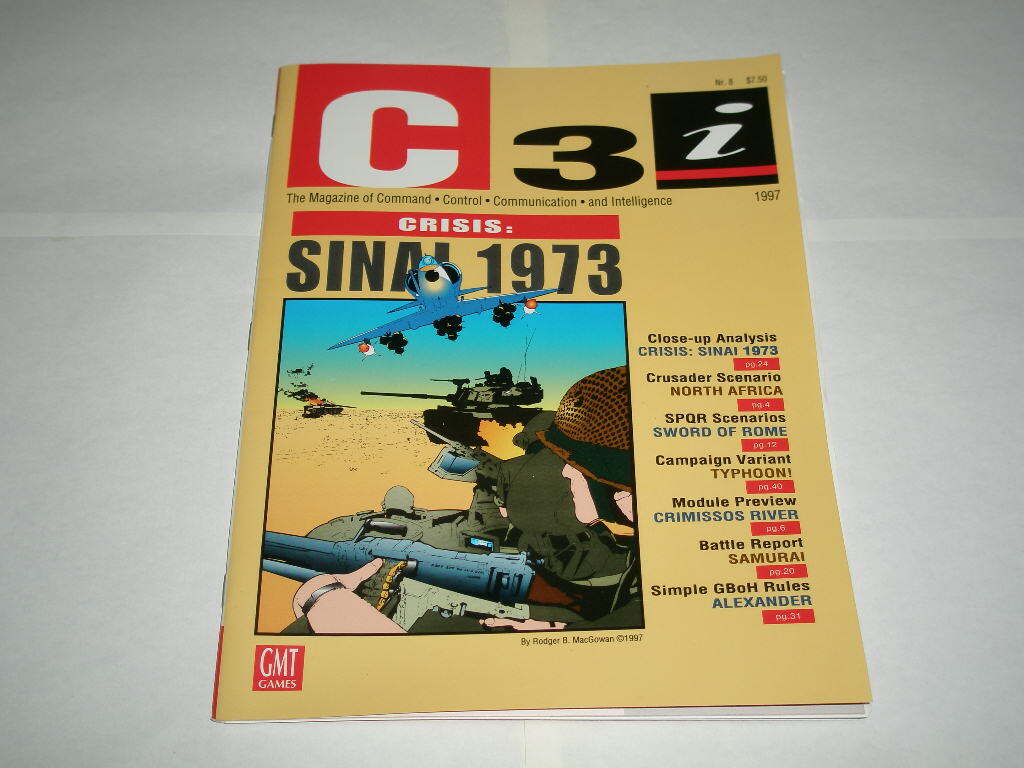 Nr. 8 $7.50
C3i
The Magazine of Command • Control • Communication • and Intelligence
1997
CRISIS:
SINAI 1973
Close-up Analysis
CRISIS: SINAI 1973
pg.24
Crusader Scenario
NORTH AFRICA
pg.4
SPQR Scenarios
SWORD OF ROME
pg.12
Campaign Variant
TYPHOON!
pg.40
Module Preview
CRIMISSOS RIVER
pg.6
Battle Report
SAMURAI
pg.20
Simple GBoH Rules
ALEXANDER
pg.31
By Rodger B. MacGowan ©1997
GMT
GAMES